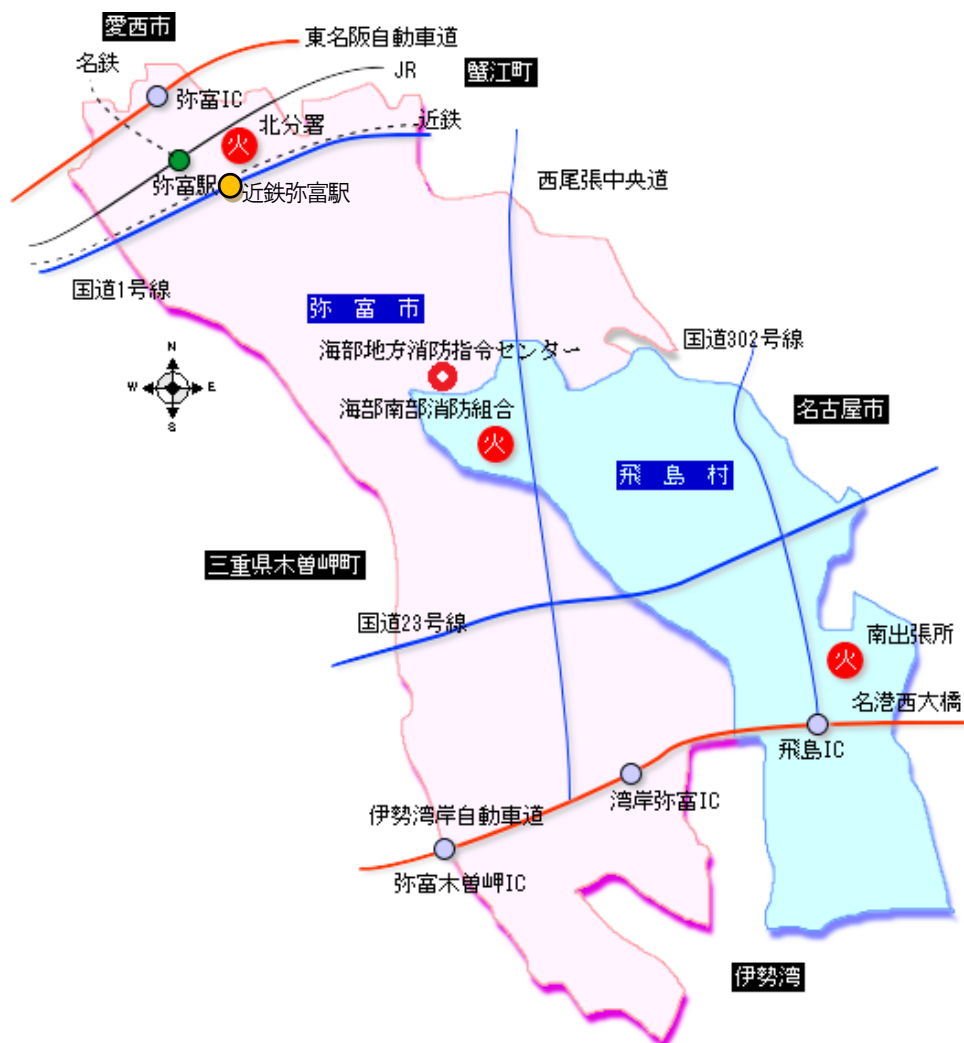 愛西市
東名阪自動車道
名鉄
JR
蟹江町
弥富IC
北分署
近鉄
火
弥富駅
近鉄弥富駅
西尾張中央道
国道1号線
弥 富 市
国道302号線
海部地方消防指令センター
N
W
E
S
海部南部消防組合
名古屋市
火
飛 島 村
三重県木曽岬町
国道23号線
南出張所
火
名港西大橋
飛島IC
湾岸弥富IC
伊勢湾岸自動車道
弥富木曽岬IC
伊勢湾